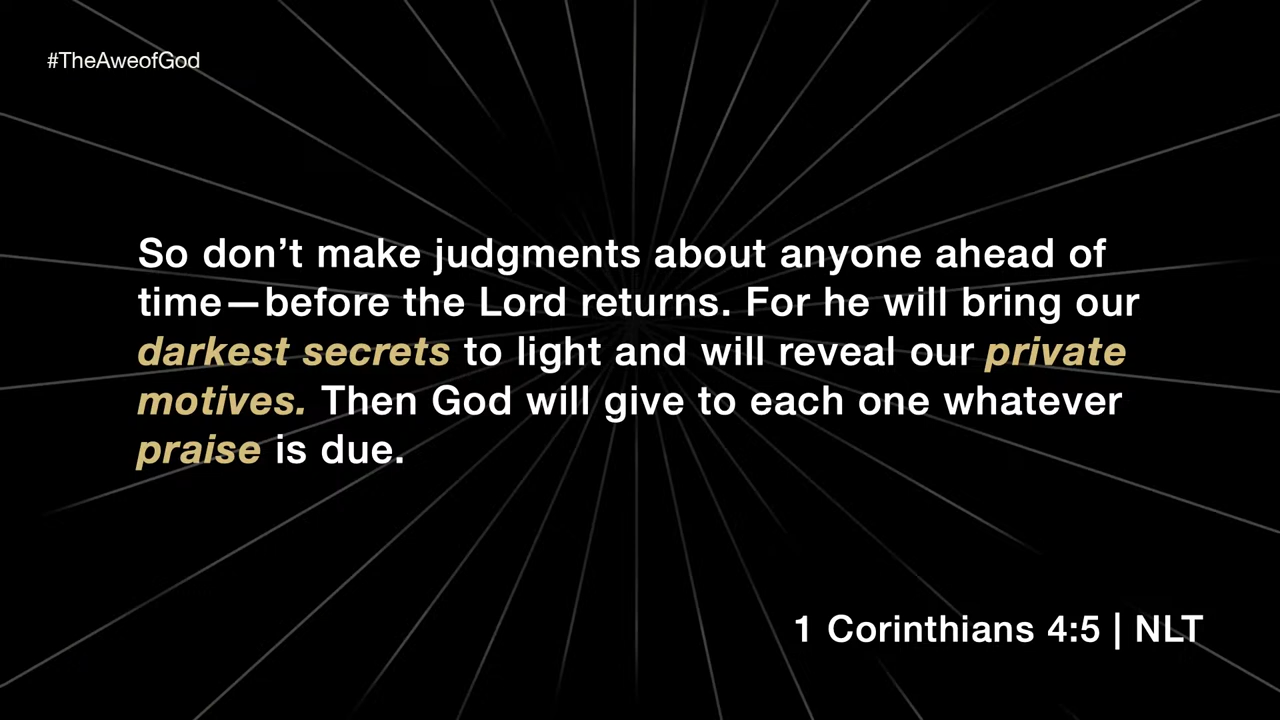 #TheAweofGod
So don’t make judgments about anyone ahead of
time—before the Lord returns. For he will bring our
darkest secrets to light and will reveal our private
motives. Then God will give to each one whatever
praise is due.
1 Corinthians 4:5 | NLT